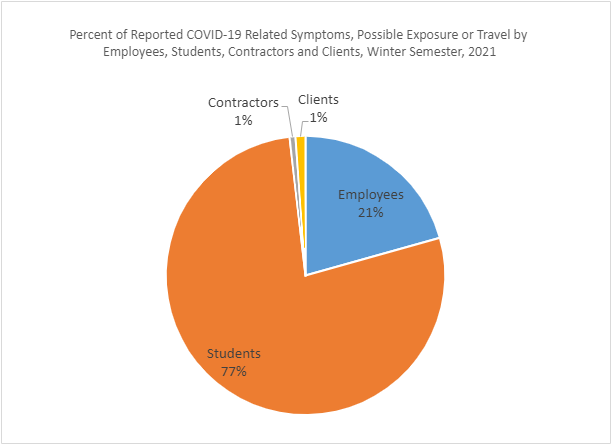 Percent of Reported COVID-19 Related Symptoms, Possible Exposure or Travel by
Employees, Students, Contractors and Clients, Winter Semester, 2021
Contractors
1%
Clients
1%
Employees
21%
Students
77%